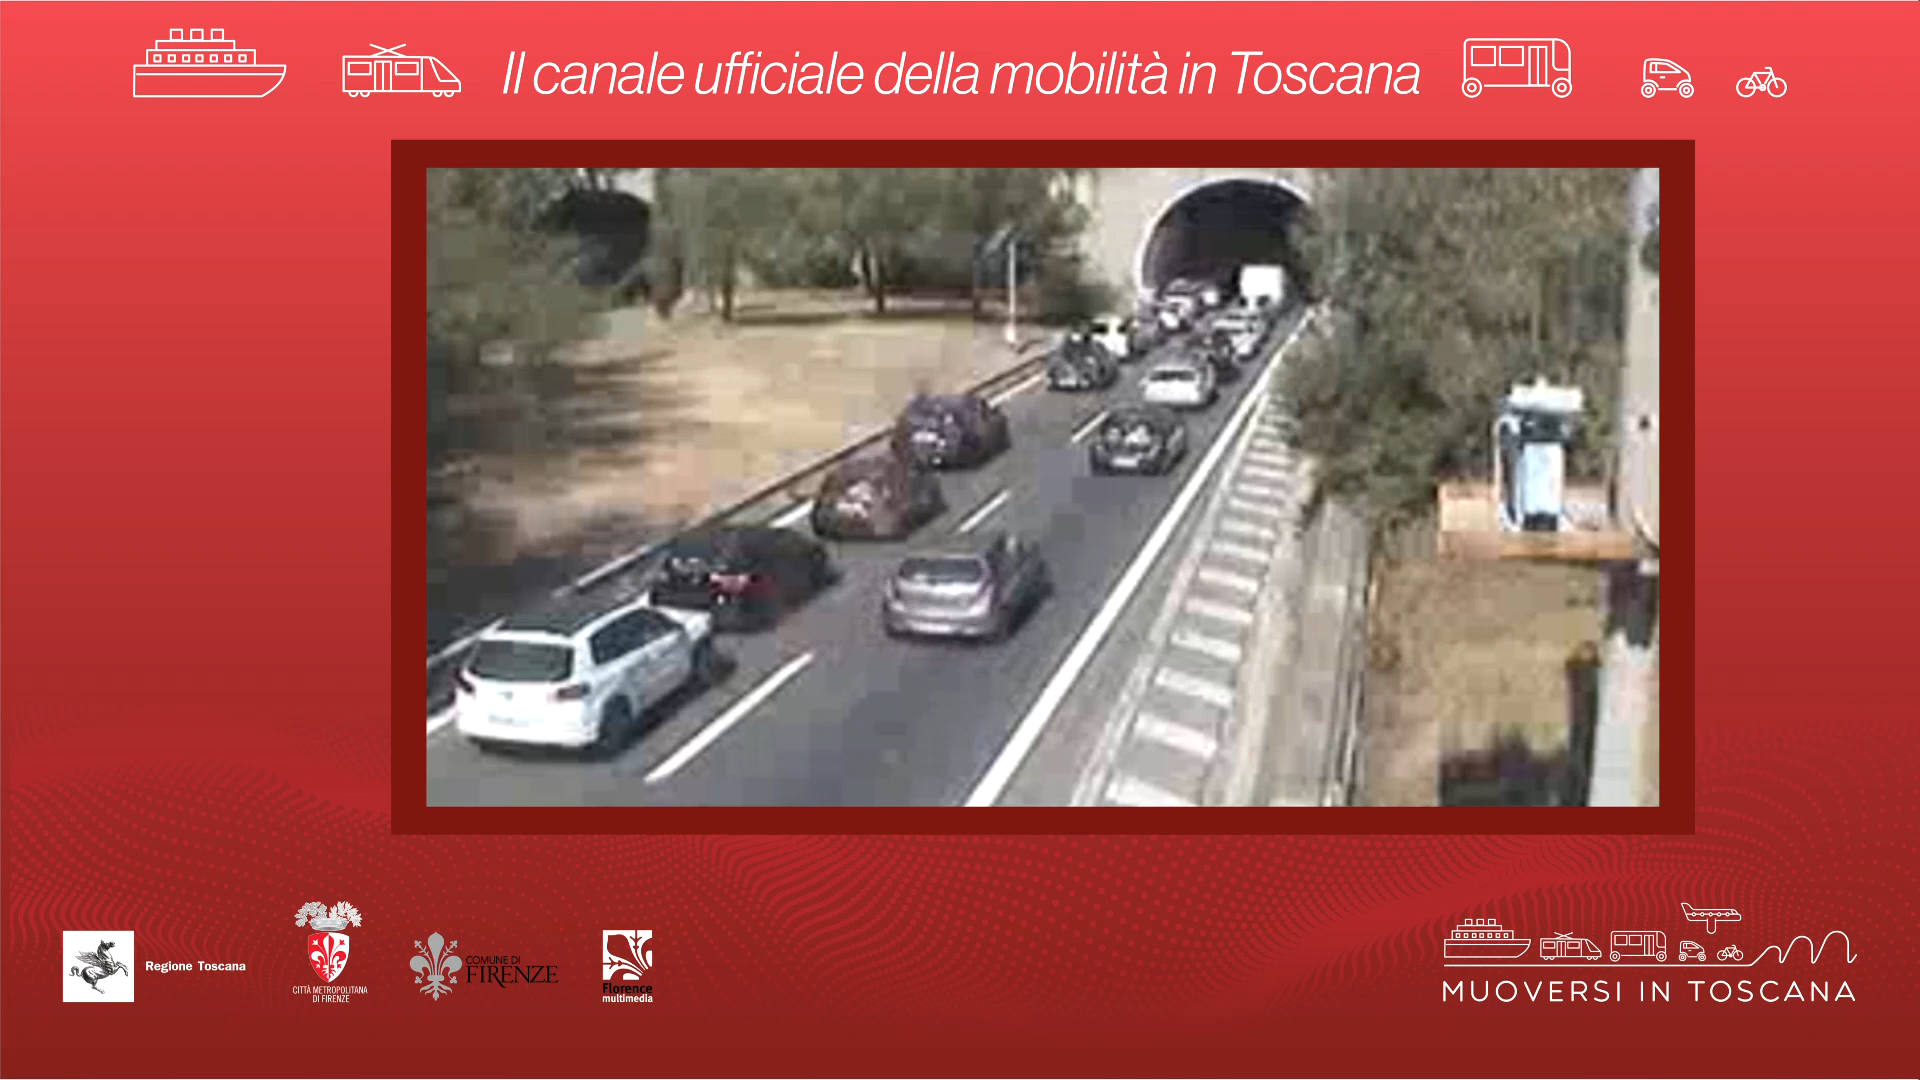 Il canale ufficiale della mobilità in Toscana
Regione Toscana
CITTÀ METROPOLITANA
DI FIRENZE
COMUNE DI
FIRENZE
Florence
multimedia
MUOVERSI IN TOSCANA